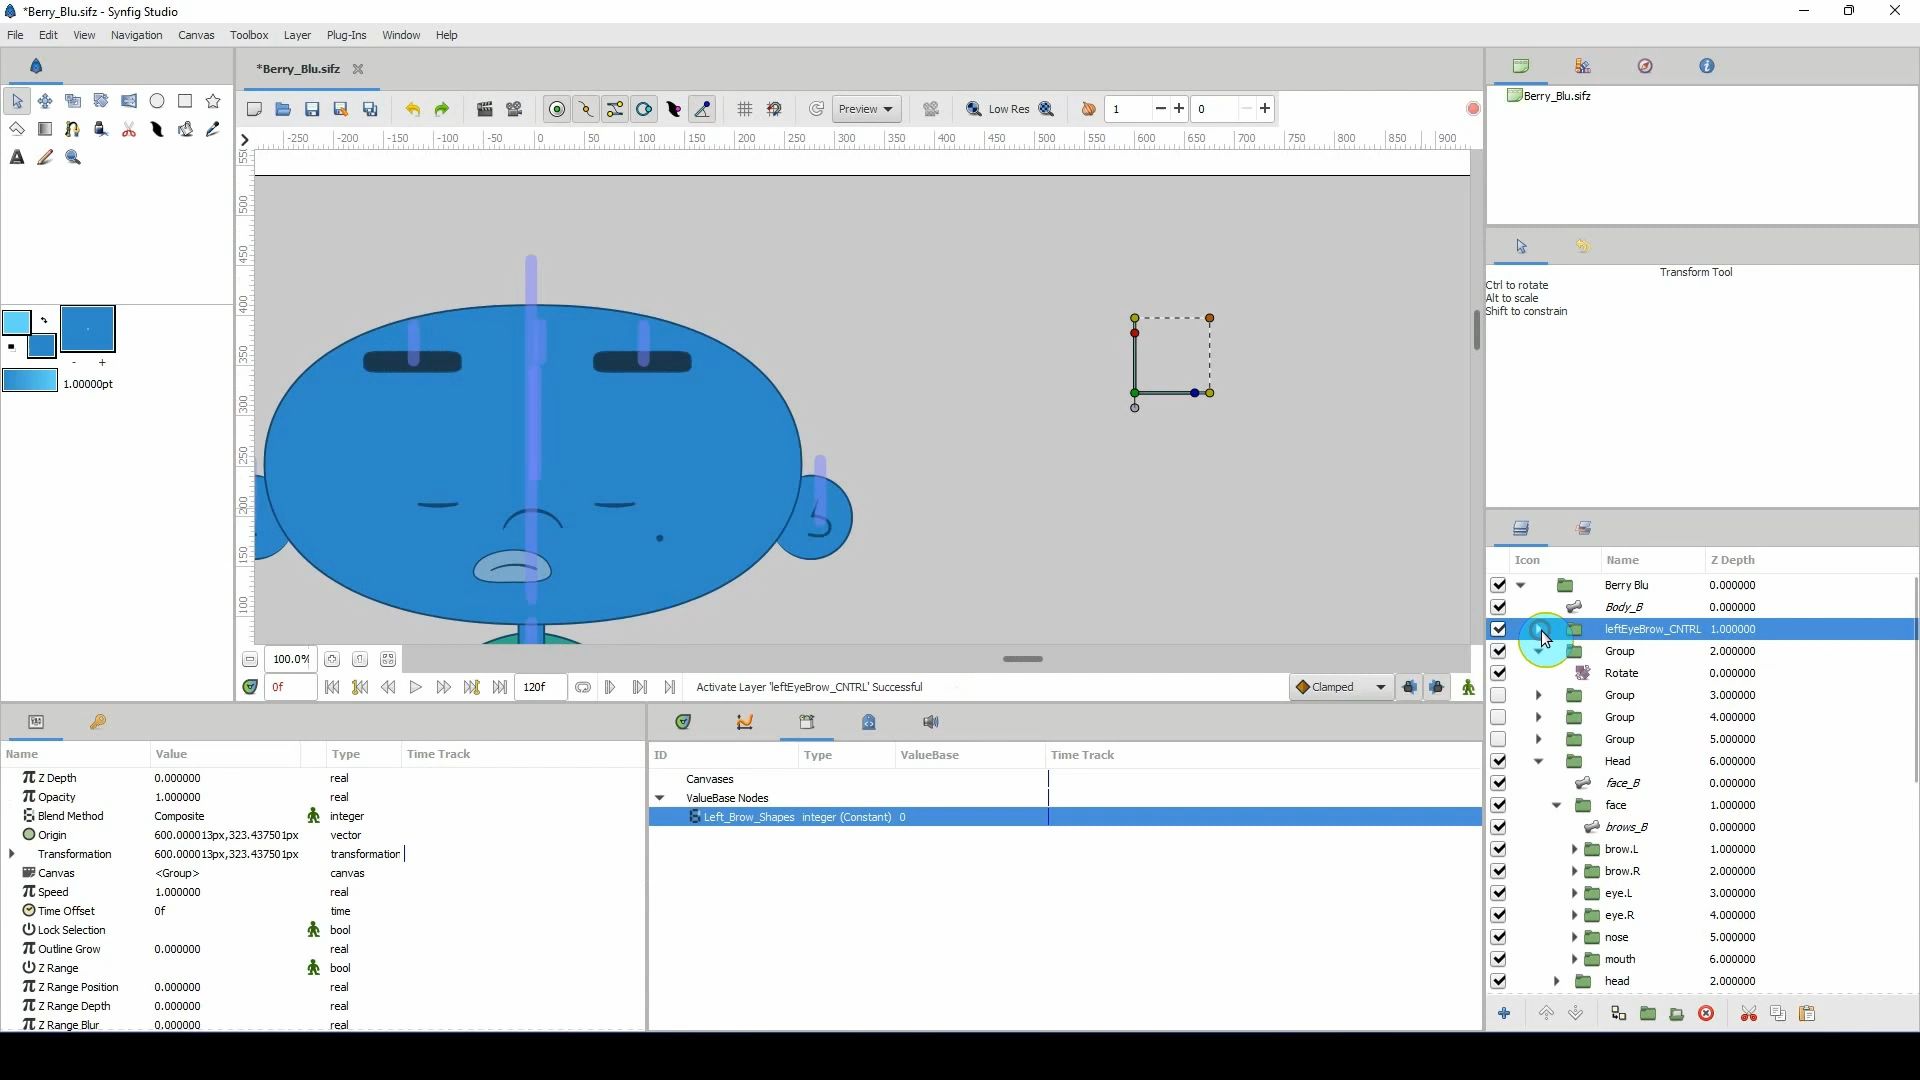 *Berry_Blu.sifz - Synfig Studio
File Edit View Navigation Canvas Toolbox Layer Plug-Ins Window Help
*Berry_Blu.sifz
Preview Low Res 1 0
-250 -200 -150 -100 -50 0 50 100 150 200 250 300 350 400 450 500 550 600 650 700 750 800 850 900
Berry_Blu.sifz
Transform Tool
Ctrl to rotate
Alt to scale
Shift to constrain
500
450
400
350
300
250
200
150
100
1.00000pt
100.0%
0f 120f Activate Layer 'leftEyeBrow_CNTRL' Successful Clamped
Name Value Type Time Track
Z Depth 0.000000 real
Opacity 1.000000 real
Blend Method Composite integer
Origin 600.000013px,323.437501px vector
Transformation 600.000013px,323.437501px transformation
Canvas <Group> canvas
Speed 1.000000 real
Time Offset 0f time
Lock Selection bool
Outline Grow 0.000000 real
Z Range bool
Z Range Position 0.000000 real
Z Range Depth 0.000000 real
Z Range Blur 0.000000 real
ID Type ValueBase Time Track
Canvases
ValueBase Nodes
Left_Brow_Shapes integer (Constant) 0
Icon Name Z Depth
Berry Blu 0.000000
Body_B 0.000000
leftEyeBrow_CNTRL 1.000000
Group 2.000000
Rotate 0.000000
Group 3.000000
Group 4.000000
Group 5.000000
Head 6.000000
face_B 0.000000
face 1.000000
brows_B 0.000000
brow.L 1.000000
brow.R 2.000000
eye.L 3.000000
eye.R 4.000000
nose 5.000000
mouth 6.000000
head 2.000000